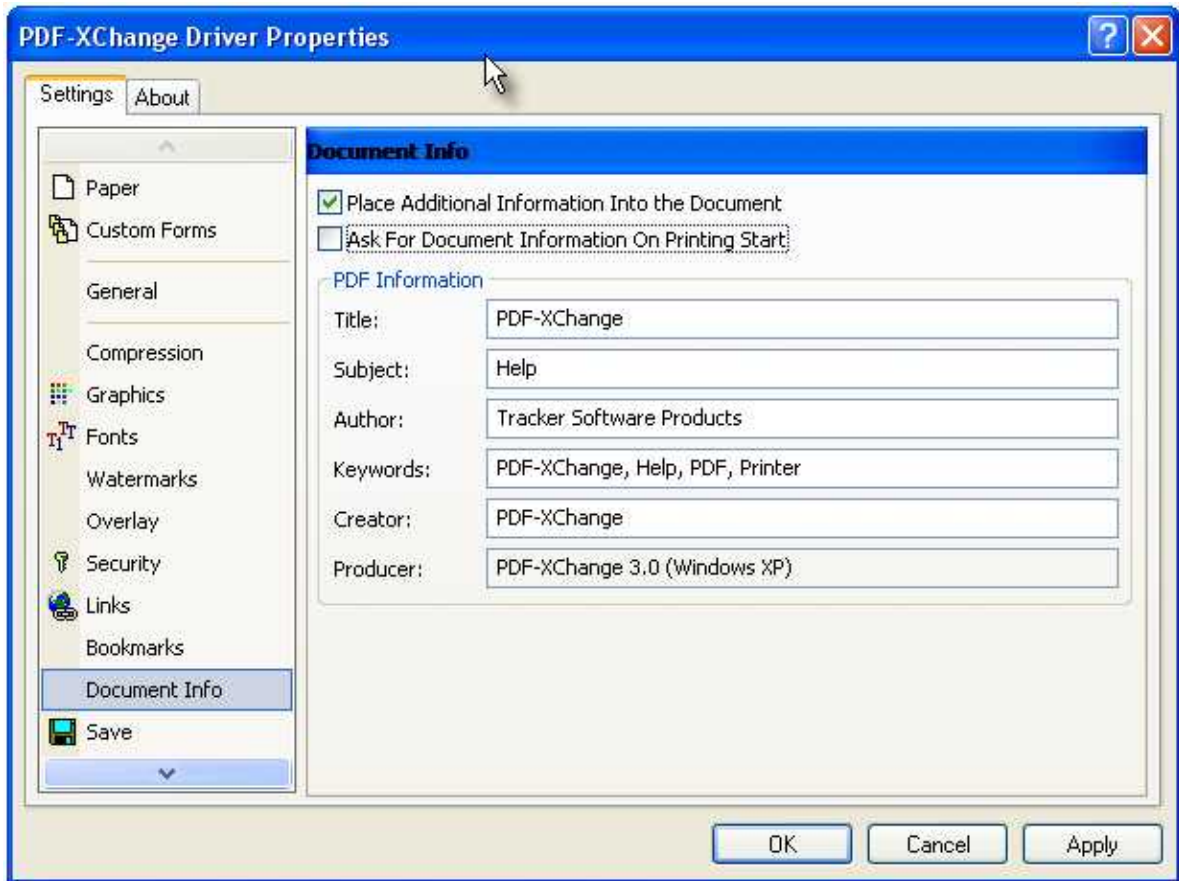 PDF-XChange Driver Properties
Settings
About
Paper
Custom Forms
General
Compression
Graphics
Fonts
Watermarks
Overlay
Security
Links
Bookmarks
Document Info
Save
Document Info
Place Additional Information Into the Document
Ask For Document Information On Printing Start
PDF Information
Title: PDF-XChange
Subject: Help
Author: Tracker Software Products
Keywords: PDF-XChange, Help, PDF, Printer
Creator: PDF-XChange
Producer: PDF-XChange 3.0 (Windows XP)
OK Cancel Apply